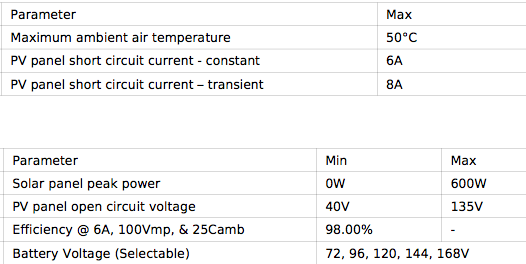 Parameter Max
Maximum ambient air temperature 50°C
PV panel short circuit current - constant 6A
PV panel short circuit current – transient 8A
Parameter Min Max
Solar panel peak power 0W 600W
PV panel open circuit voltage 40V 135V
Efficiency @ 6A, 100Vmp, & 25Camb 98.00% -
Battery Voltage (Selectable) 72, 96, 120, 144, 168V